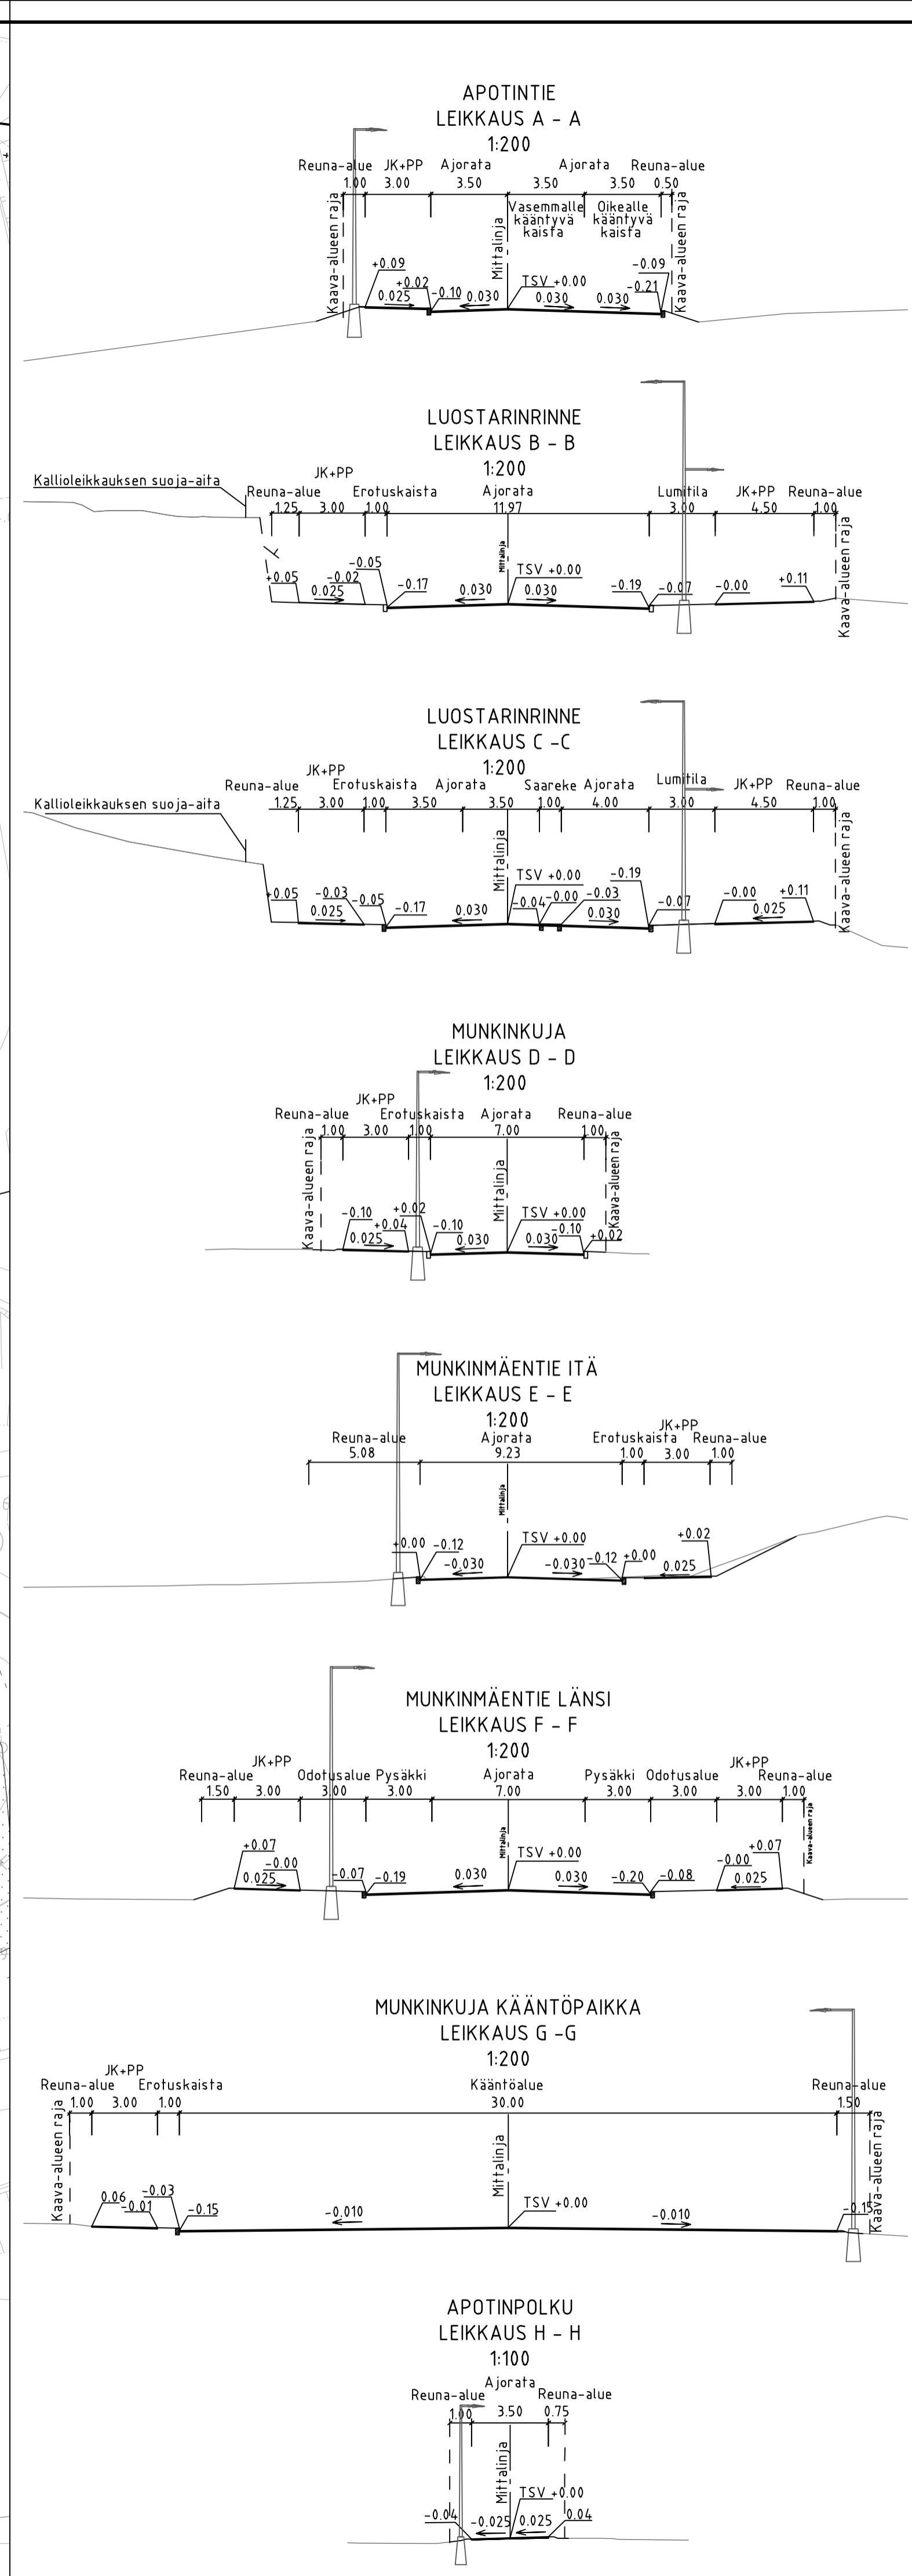 APOTINTIE
LEIKKAUS A - A
1:200
Reuna-alue JK+PP Ajorata Ajorata Reuna-alue
1.00 3.00 3.50 3.50 3.50 0.50
Kaava-alueen raja
Mittalinja
Vasemmalle kääntyvä kaista
Oikealle kääntyvä kaista
Kaava-alueen raja
+0.09
+0.02
0.025
-0.10
0.030
TSV +0.00
0.030
0.030
-0.09
-0.21
LUOSTARINRINNE
LEIKKAUS B - B
1:200
Kallioleikkauksen suoja-aita
JK+PP
Reuna-alue Erotuskaista Ajorata Lumitila JK+PP Reuna-alue
1.25 3.00 1.00 11.97 3.00 4.50 1.00
Mittalinja
Kaava-alueen raja
+0.05
-0.02
0.025
-0.05
-0.17
0.030
TSV +0.00
0.030
-0.19
-0.07
-0.00
+0.11
LUOSTARINRINNE
LEIKKAUS C -C
1:200
Kallioleikkauksen suoja-aita
JK+PP
Reuna-alue Erotuskaista Ajorata Saareke Ajorata Lumitila JK+PP Reuna-alue
1.25 3.00 1.00 3.50 3.50 1.00 4.00 3.00 4.50 1.00
Mittalinja
Kaava-alueen raja
+0.05
-0.03
0.025
-0.05
-0.17
0.030
TSV +0.00
-0.04
-0.00
-0.03
0.030
-0.19
-0.07
-0.00
+0.11
0.025
MUNKINKUJA
LEIKKAUS D - D
1:200
JK+PP
Reuna-alue Erotuskaista Ajorata Reuna-alue
1.00 3.00 1.00 7.00 1.00
Kaava-alueen raja
Mittalinja
Kaava-alueen raja
-0.10
+0.04
0.025
+0.02
-0.10
0.030
TSV +0.00
0.030
-0.10
+0.02
MUNKINMÄENTIE ITÄ
LEIKKAUS E - E
1:200
JK+PP
Reuna-alue Ajorata Erotuskaista Reuna-alue
5.08 9.23 1.00 3.00 1.00
Mittalinja
+0.00
-0.12
-0.030
TSV +0.00
-0.030
-0.12
+0.00
0.025
+0.02
MUNKINMÄENTIE LÄNSI
LEIKKAUS F - F
1:200
JK+PP JK+PP
Reuna-alue Odotusalue Pysäkki Ajorata Pysäkki Odotusalue Reuna-alue
1.50 3.00 3.00 3.00 7.00 3.00 3.00 3.00 1.00
Mittalinja
Kaava-alueen raja
+0.07
-0.00
0.025
-0.07
-0.19
0.030
TSV +0.00
0.030
-0.20
-0.08
-0.00
+0.07
0.025
MUNKINKUJA KÄÄNTÖPAIKKA
LEIKKAUS G -G
1:200
JK+PP
Reuna-alue Erotuskaista Kääntöalue Reuna-alue
1.00 3.00 1.00 30.00 1.50
Kaava-alueen raja
Mittalinja
Kaava-alueen raja
0.06
-0.01
-0.03
-0.15
-0.010
TSV +0.00
-0.010
-0.15
APOTINPOLKU
LEIKKAUS H - H
1:100
Ajorata
Reuna-alue Reuna-alue
1.00 3.50 0.75
Mittalinja
-0.04
-0.025
TSV +0.00
0.025
0.04